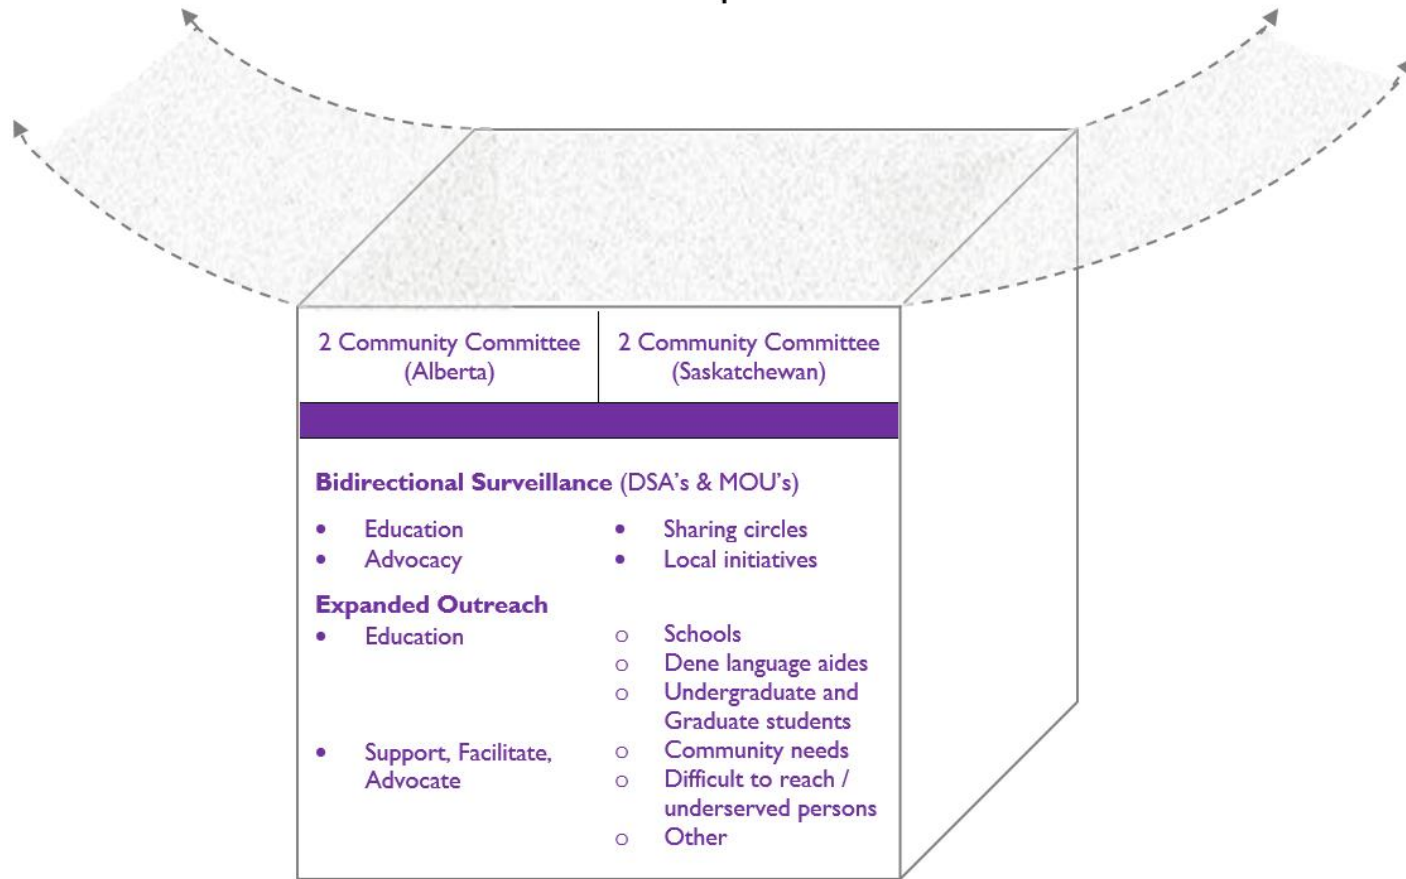 2 Community Committee
(Alberta)
2 Community Committee
(Saskatchewan)
Bidirectional Surveillance (DSA's & MOU's)
• Education
• Advocacy
• Sharing circles
• Local initiatives
Expanded Outreach
• Education
o Schools
o Dene language aides
o Undergraduate and
Graduate students
• Support, Facilitate,
Advocate
o Community needs
o Difficult to reach /
underserved persons
o Other